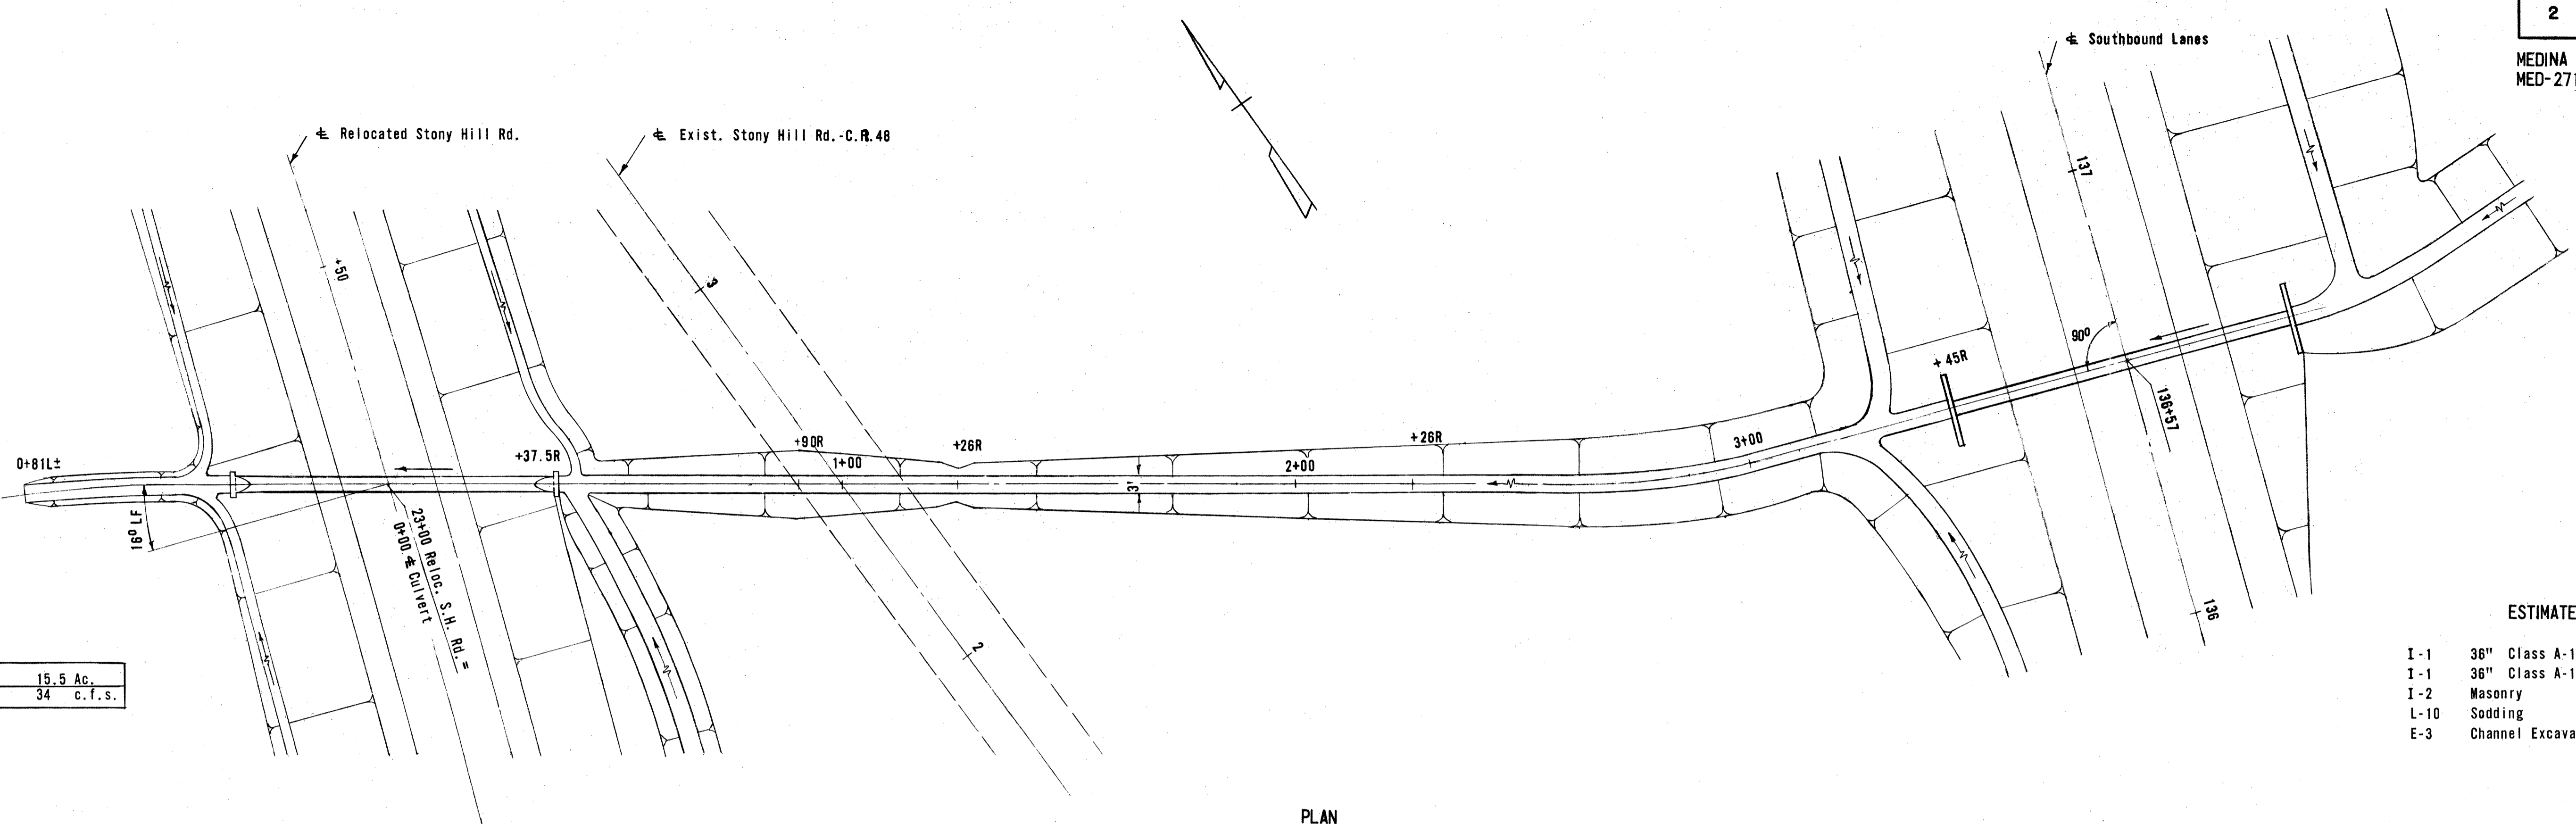 2
MEDINA
MED-271
℄ Southbound Lanes
℄ Relocated Stony Hill Rd.
℄ Exist. Stony Hill Rd.-C.R.48
137
+50
3
90°
+45R
136+57
+90R
+26R
+26R
3+00
0+81L±
+37.5R
1+00
2+00
3'
16° LF
23+00 Reloc. S.H. Rd. =
0+00 ℄ Culvert
136
2
15.5 Ac.
34 c.f.s.
ESTIMATE
I-1 36" Class A-1
I-1 36" Class A-1
I-2 Masonry
L-10 Sodding
E-3 Channel Excava
PLAN